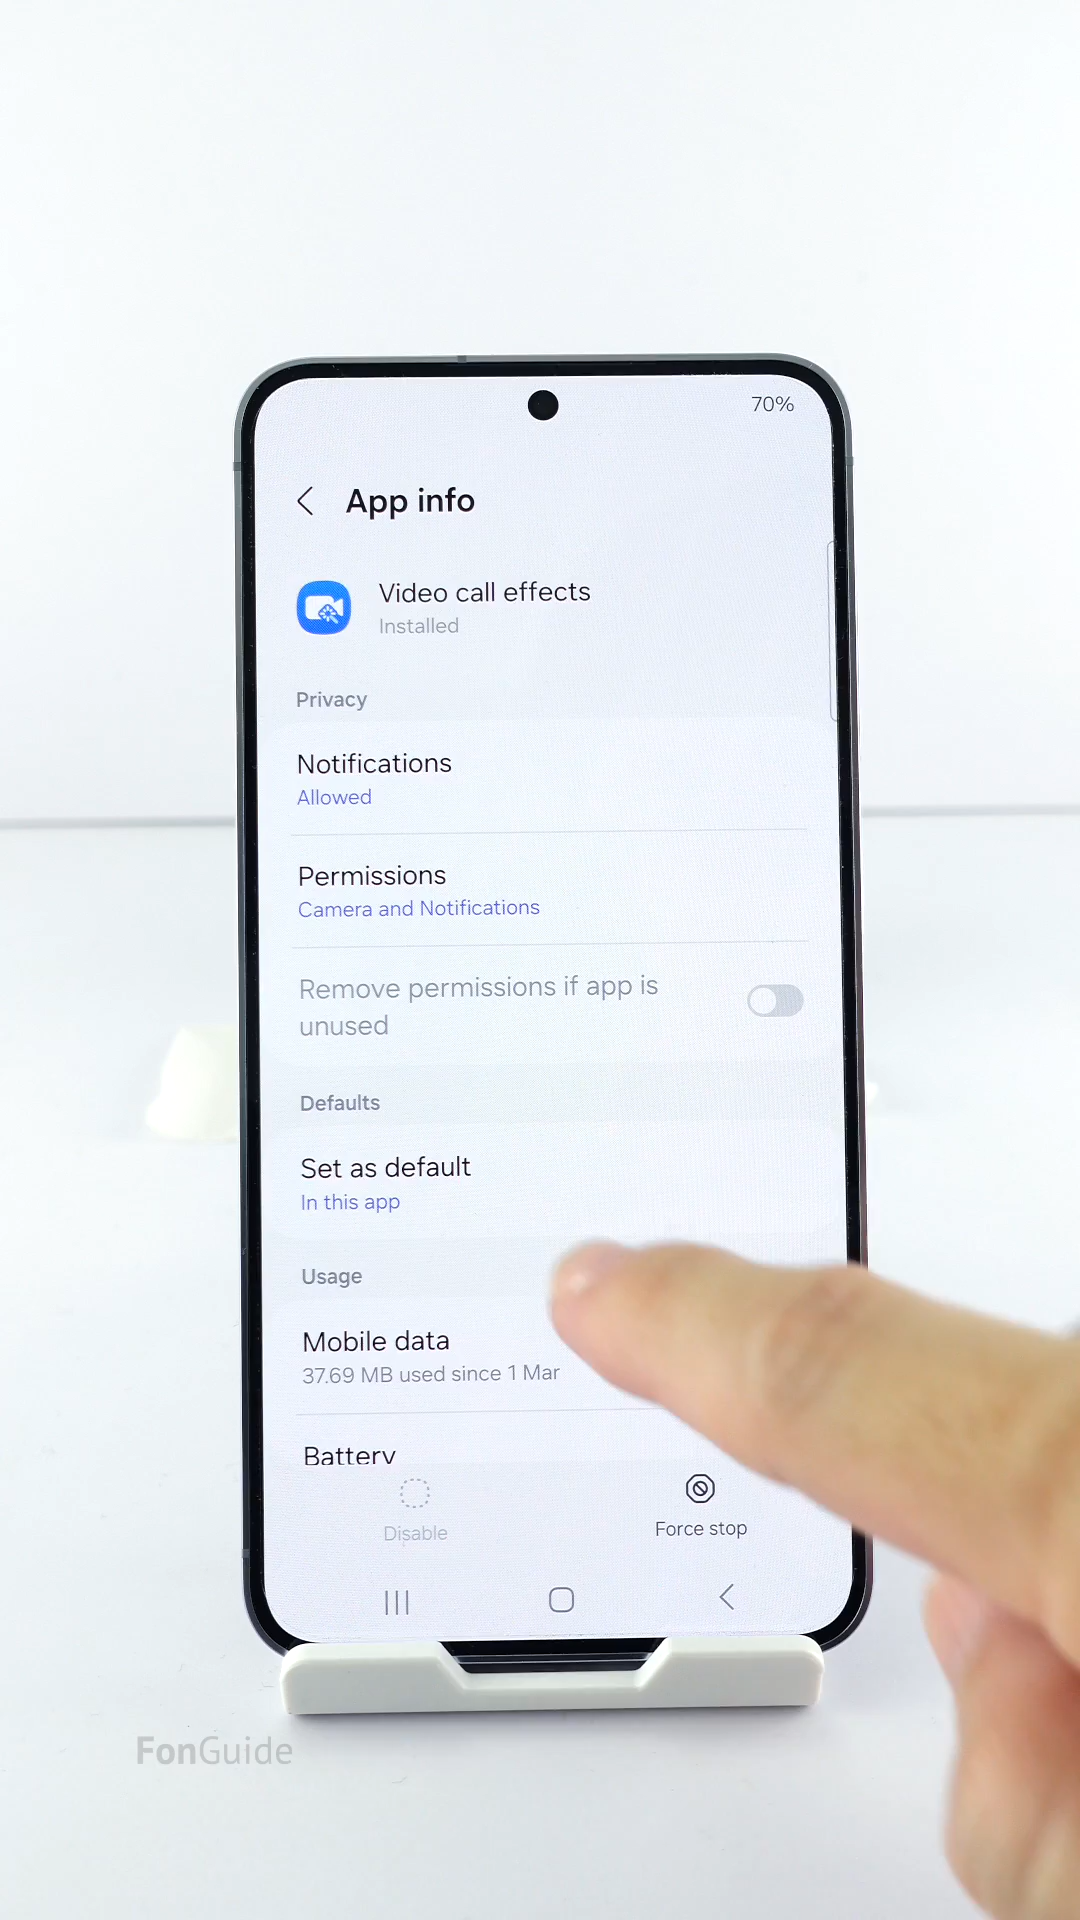 70%
App info
Video call effects
Installed
Privacy
Notifications
Allowed
Permissions
Camera and Notifications
Remove permissions if app is
unused
Defaults
Set as default
In this app
Usage
Mobile data
37.69 MB used since 1 Mar
Battery
Disable
Force stop
FonGuide